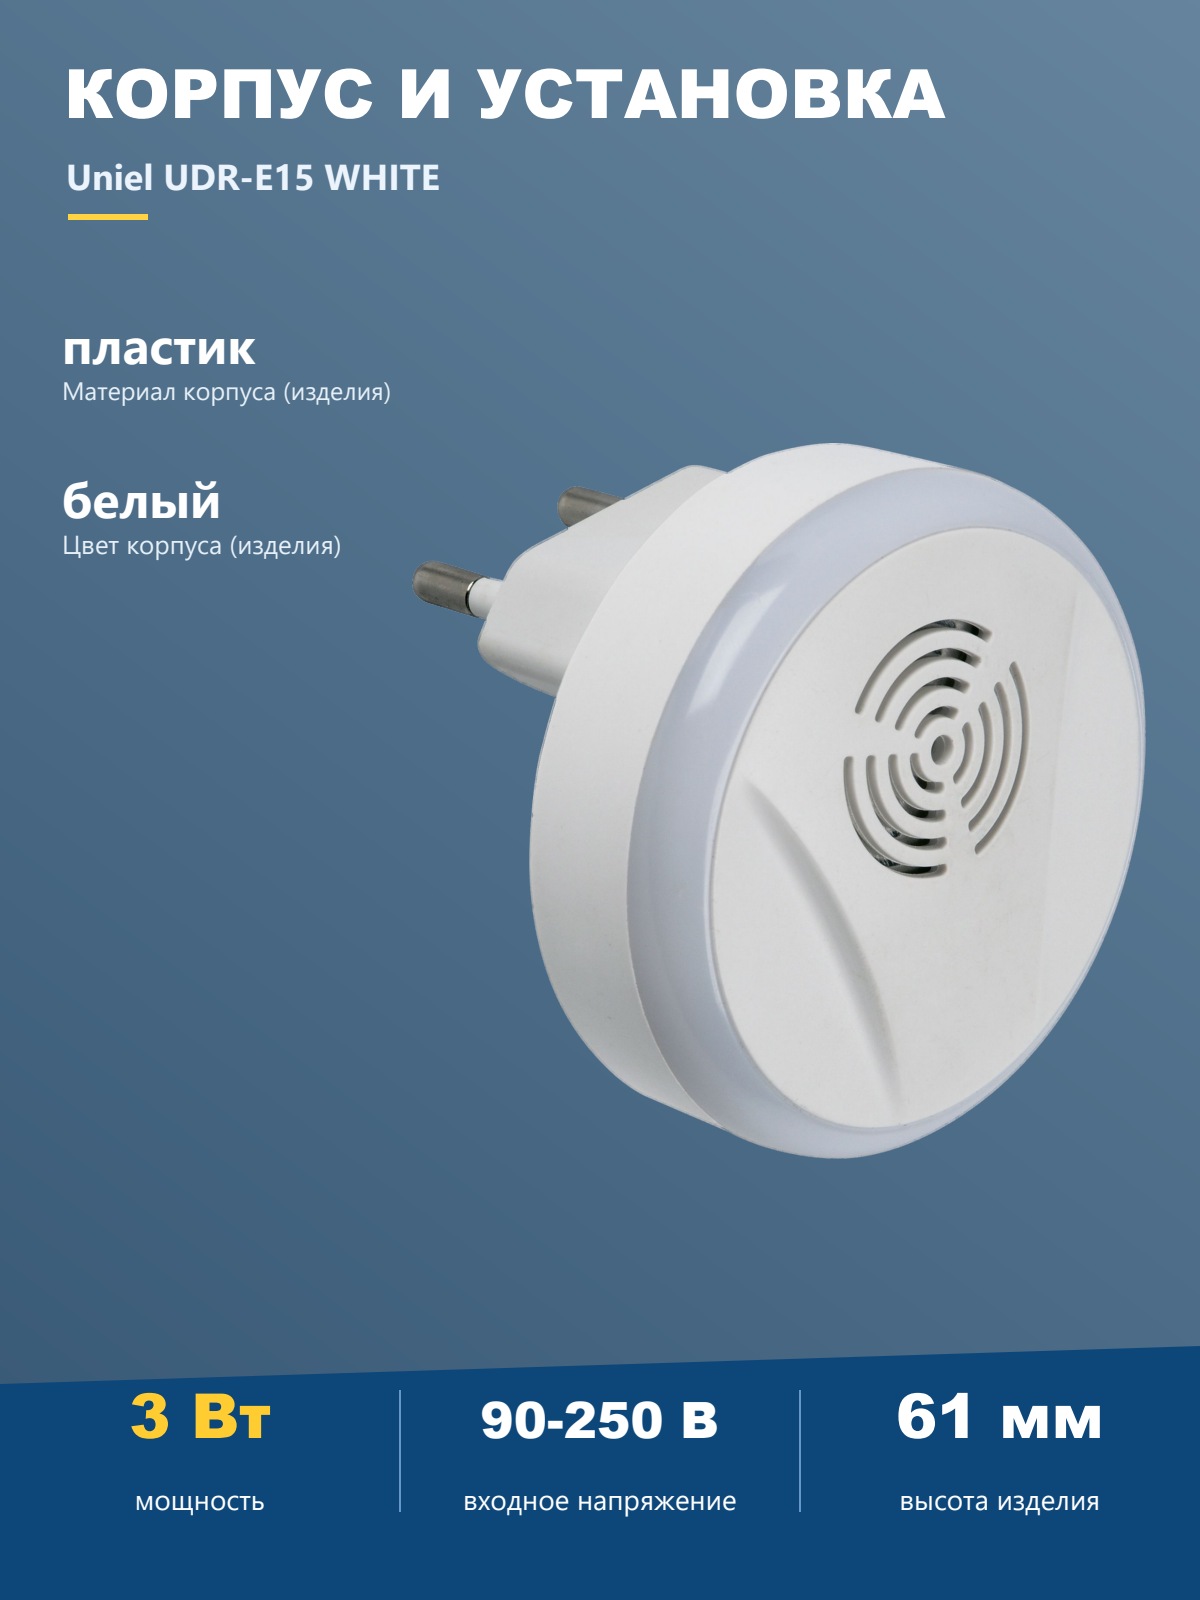 КОРПУС И УСТАНОВКА
Uniel UDR-E15 WHITE
пластик
Материал корпуса (изделия)
белый
Цвет корпуса (изделия)
3 Вт
мощность
90-250 В
входное напряжение
61 мм
высота изделия